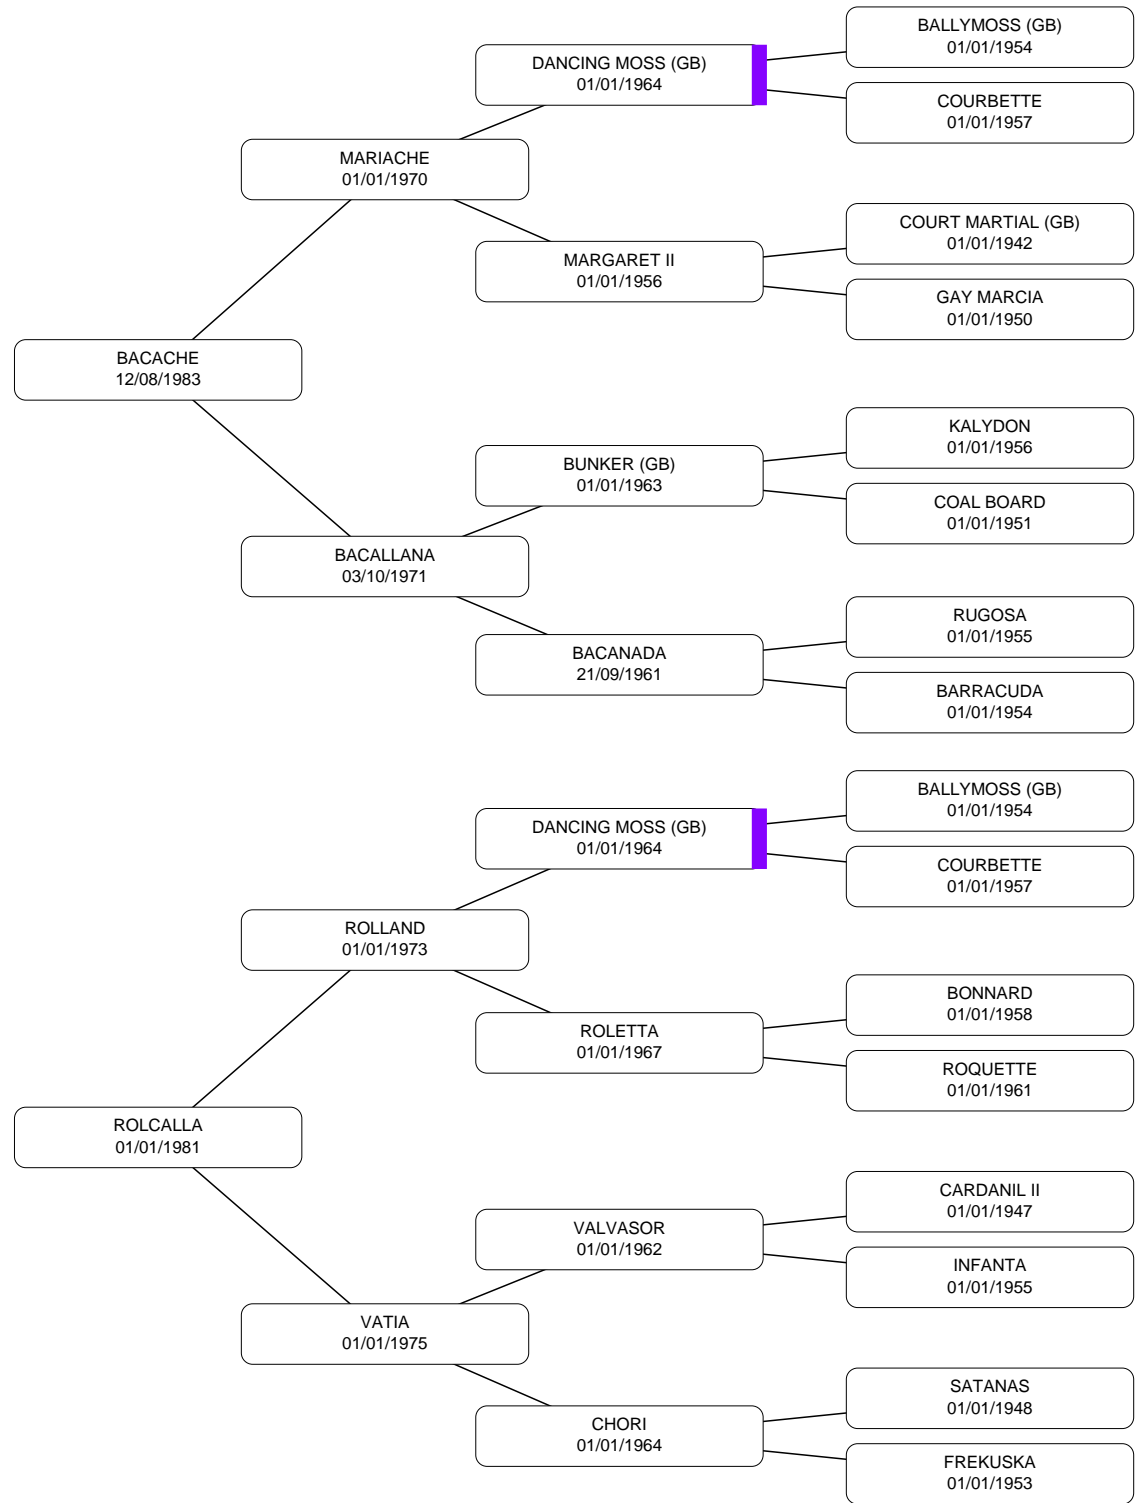 BALLYMOSS (GB)
01/01/1954
DANCING MOSS (GB)
01/01/1964
COURBETTE
01/01/1957
MARIACHE
01/01/1970
COURT MARTIAL (GB)
01/01/1942
MARGARET II
01/01/1956
GAY MARCIA
01/01/1950
BACACHE
12/08/1983
KALYDON
01/01/1956
BUNKER (GB)
01/01/1963
COAL BOARD
01/01/1951
BACALLANA
03/10/1971
RUGOSA
01/01/1955
BACANADA
21/09/1961
BARRACUDA
01/01/1954
BALLYMOSS (GB)
01/01/1954
DANCING MOSS (GB)
01/01/1964
COURBETTE
01/01/1957
ROLLAND
01/01/1973
BONNARD
01/01/1958
ROLETTA
01/01/1967
ROQUETTE
01/01/1961
ROLCALLA
01/01/1981
CARDANIL II
01/01/1947
VALVASOR
01/01/1962
INFANTA
01/01/1955
VATIA
01/01/1975
SATANAS
01/01/1948
CHORI
01/01/1964
FREKUSKA
01/01/1953